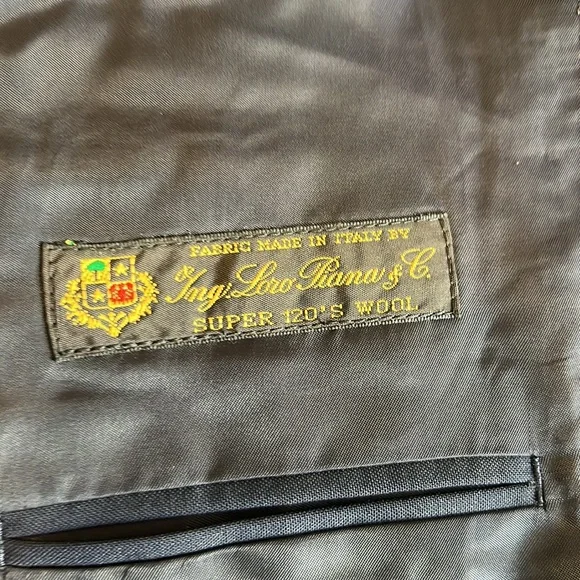 FABRIC MADE IN ITALY BY
Ing. Loro Piana & C.
SUPER 120'S WOOL